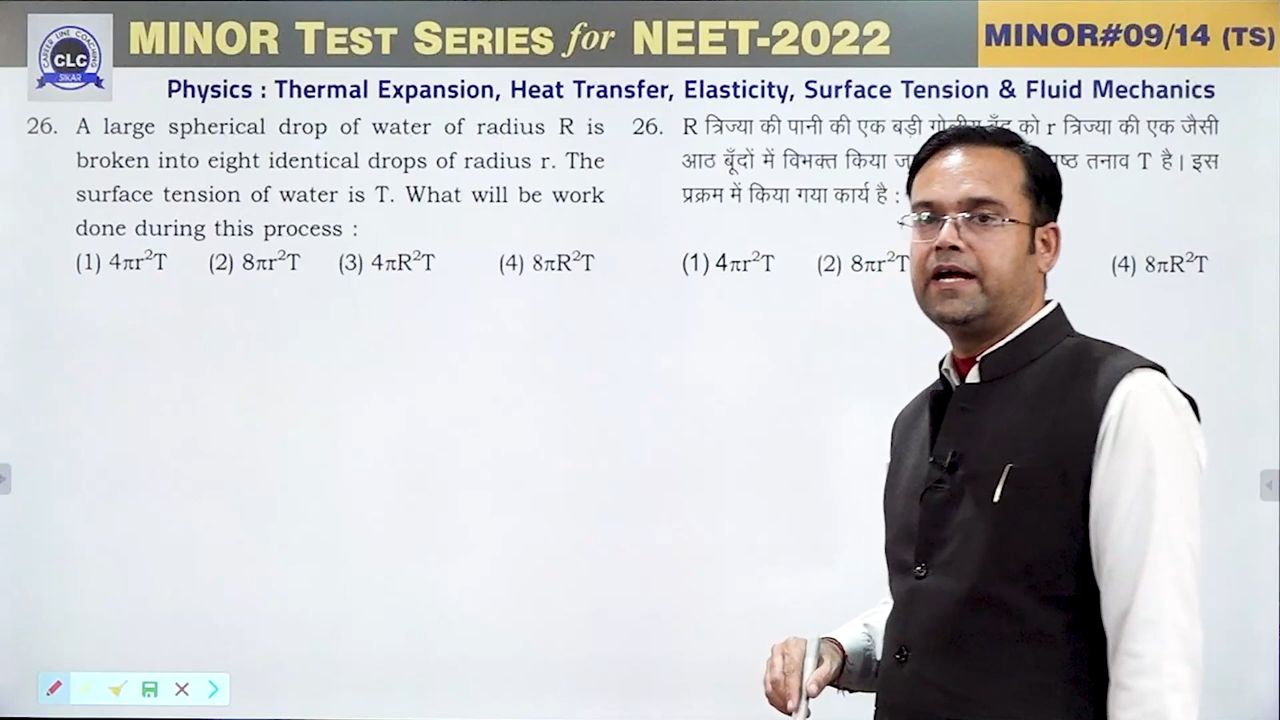 CAREER LINE COACHING
CLC
SIKAR
MINOR TEST SERIES for NEET-2022
MINOR#09/14 (TS)
Physics : Thermal Expansion, Heat Transfer, Elasticity, Surface Tension & Fluid Mechanics
26. A large spherical drop of water of radius R is
broken into eight identical drops of radius r. The
surface tension of water is T. What will be work
done during this process :
(1) 4πr²T (2) 8πr²T (3) 4πR²T (4) 8πR²T
26. R त्रिज्या की पानी की एक बड़ी को r त्रिज्या की एक जैसी
आठ बूँदों में विभक्त किया तनाव T है। इस
प्रक्रम में किया गया कार्य है :
(1) 4πr²T (2) 8πr²T (4) 8πR²T